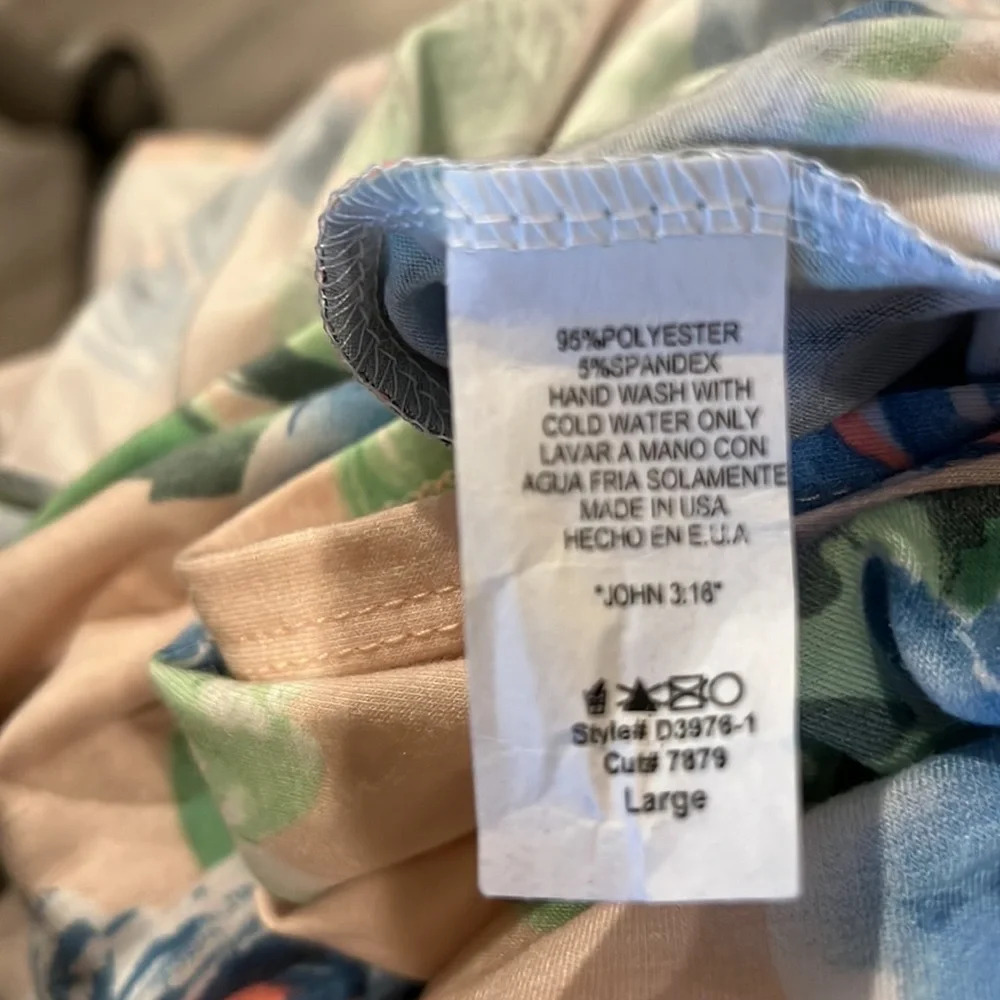 95%POLYESTER
5%SPANDEX
HAND WASH WITH
COLD WATER ONLY
LAVAR A MANO CON
AGUA FRIA SOLAMENTE
MADE IN USA
HECHO EN E.U.A
"JOHN 3:16"
Style# D3976-1
Cut# 7879
Large